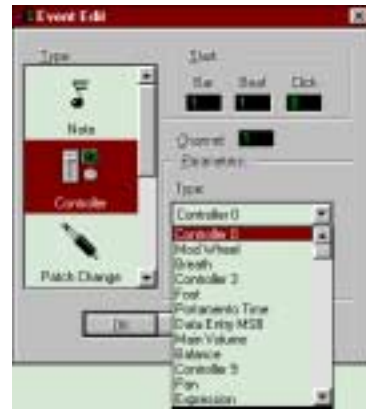 Event Edit
Type
Start
Bar Beat Click
Note
Channel
Parameters
Type:
Controller
Controller 0
Controller 0
Mod Wheel
Breath
Controller 3
Foot
Patch Change
Portamento Time
Data Entry MSB
Main Volume
Balance
Controller 9
Pan
Expression